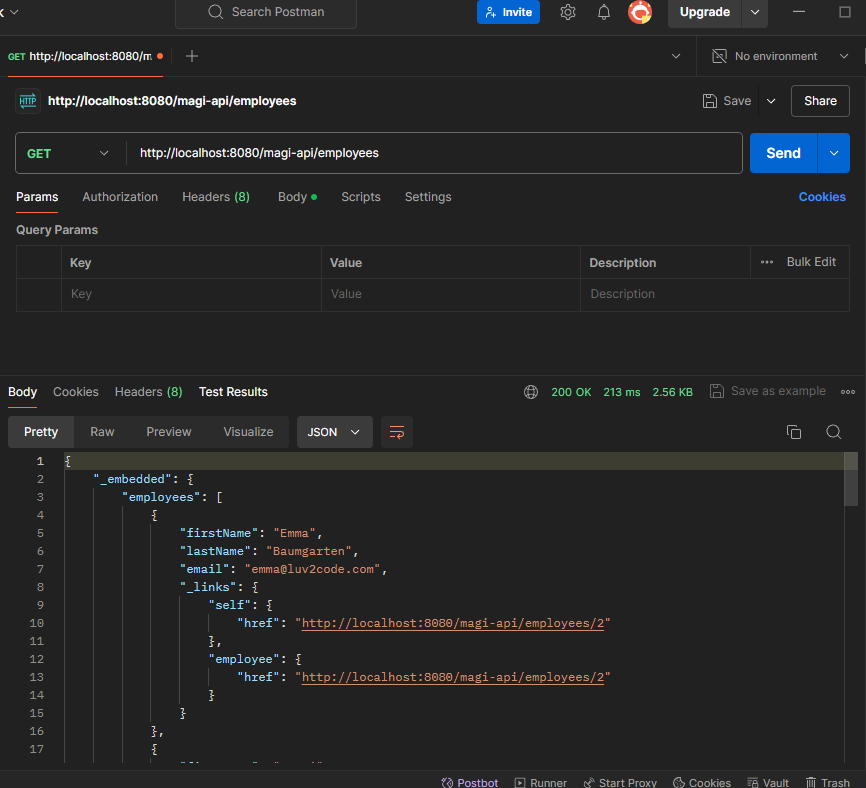 Search Postman
Invite
Upgrade
GET http://localhost:8080/m
No environment
HTTP http://localhost:8080/magi-api/employees
Save
Share
GET
http://localhost:8080/magi-api/employees
Send
Params Authorization Headers (8) Body Scripts Settings Cookies
Query Params
Key Value Description Bulk Edit
Key Value Description
Body Cookies Headers (8) Test Results 200 OK 213 ms 2.56 KB Save as example
Pretty Raw Preview Visualize JSON
1 {
2 "_embedded": {
3 "employees": [
4 {
5 "firstName": "Emma",
6 "lastName": "Baumgarten",
7 "email": "emma@luv2code.com",
8 "_links": {
9 "self": {
10 "href": "http://localhost:8080/magi-api/employees/2"
11 },
12 "employee": {
13 "href": "http://localhost:8080/magi-api/employees/2"
14 }
15 }
16 },
17 {
Postbot Runner Start Proxy Cookies Vault Trash